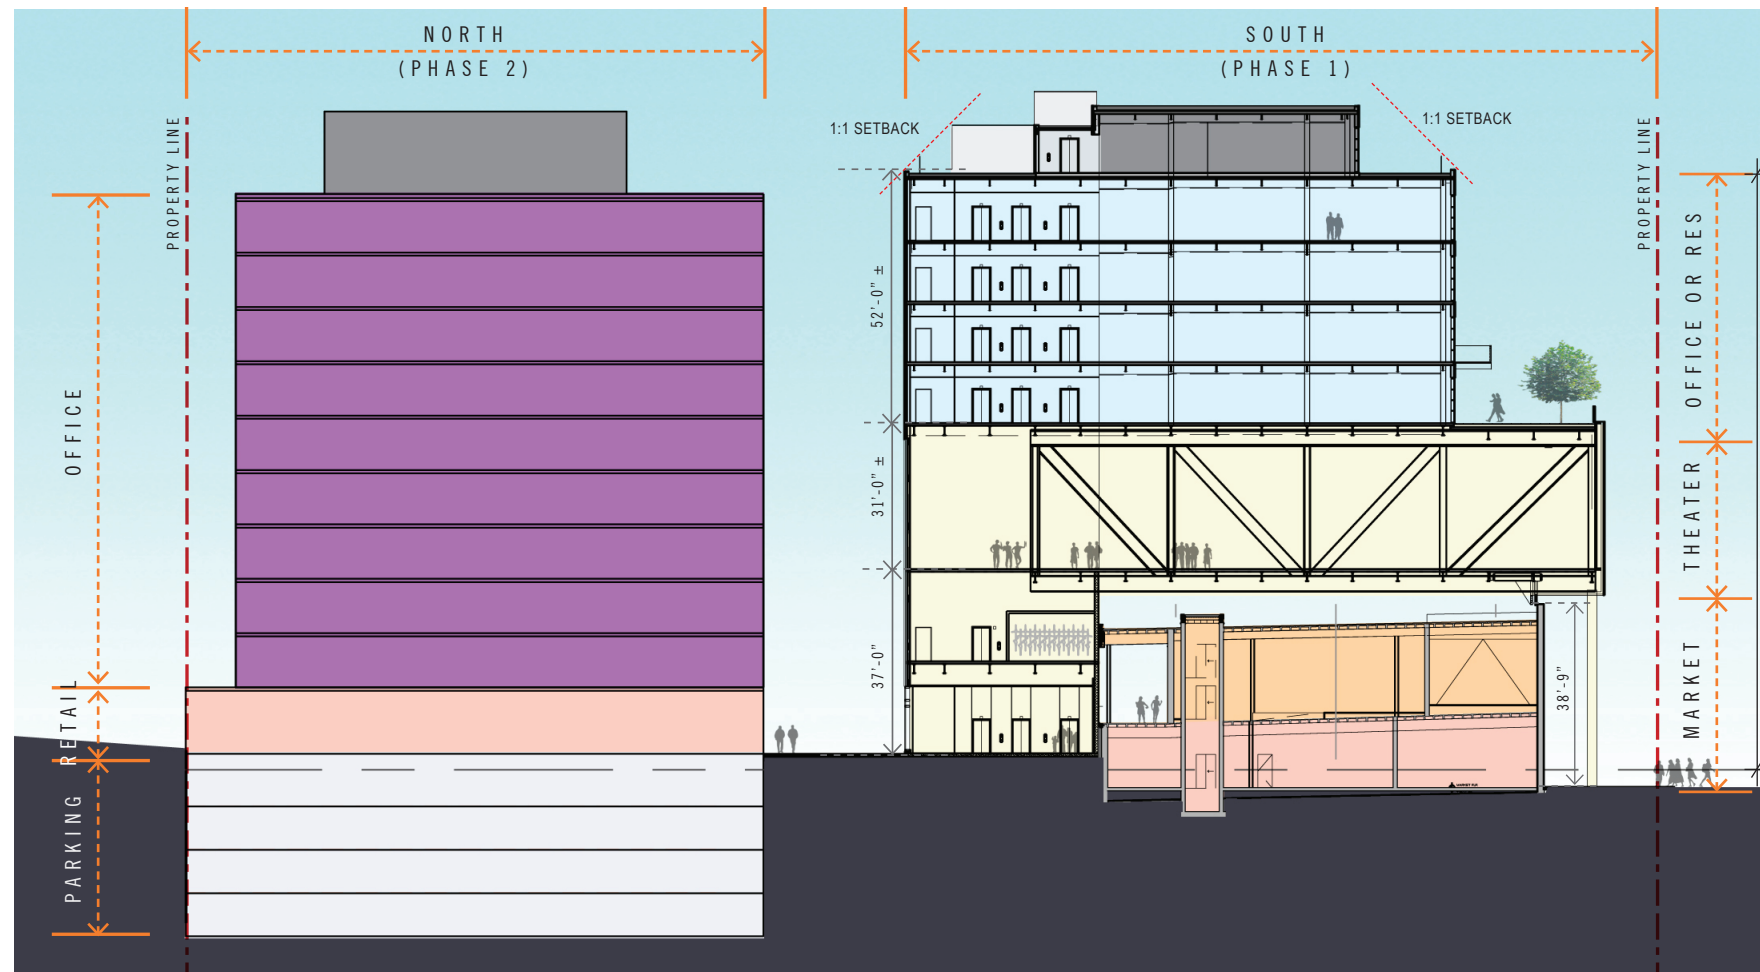 NORTH
(PHASE 2)
SOUTH
(PHASE 1)
PROPERTY LINE
1:1 SETBACK
1:1 SETBACK
PROPERTY LINE
OFFICE
RETAIL
PARKING
52'-0" ±
31'-0" ±
37'-0"
38'-9"
OFFICE OR RES
THEATER
MARKET